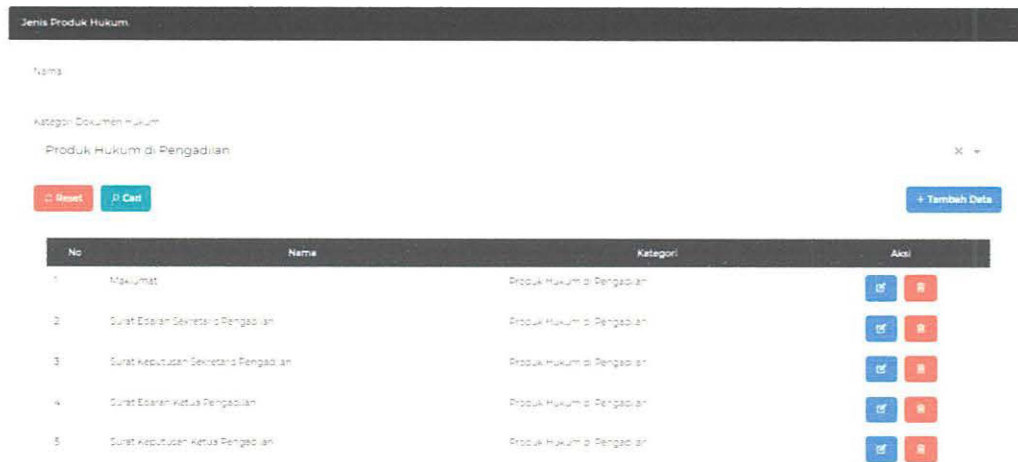 Jenis Produk Hukum
Nama
Kategori Dokumen Hukum
Produk Hukum di Pengadilan × ▾
Reset Cari + Tambah Data
No Nama Kategori Aksi
1 Maklumat Produk Hukum di Pengadilan
2 Surat Edaran Sekretaris Pengadilan Produk Hukum di Pengadilan
3 Surat Keputusan Sekretaris Pengadilan Produk Hukum di Pengadilan
4 Surat Edaran Ketua Pengadilan Produk Hukum di Pengadilan
5 Surat Keputusan Ketua Pengadilan Produk Hukum di Pengadilan